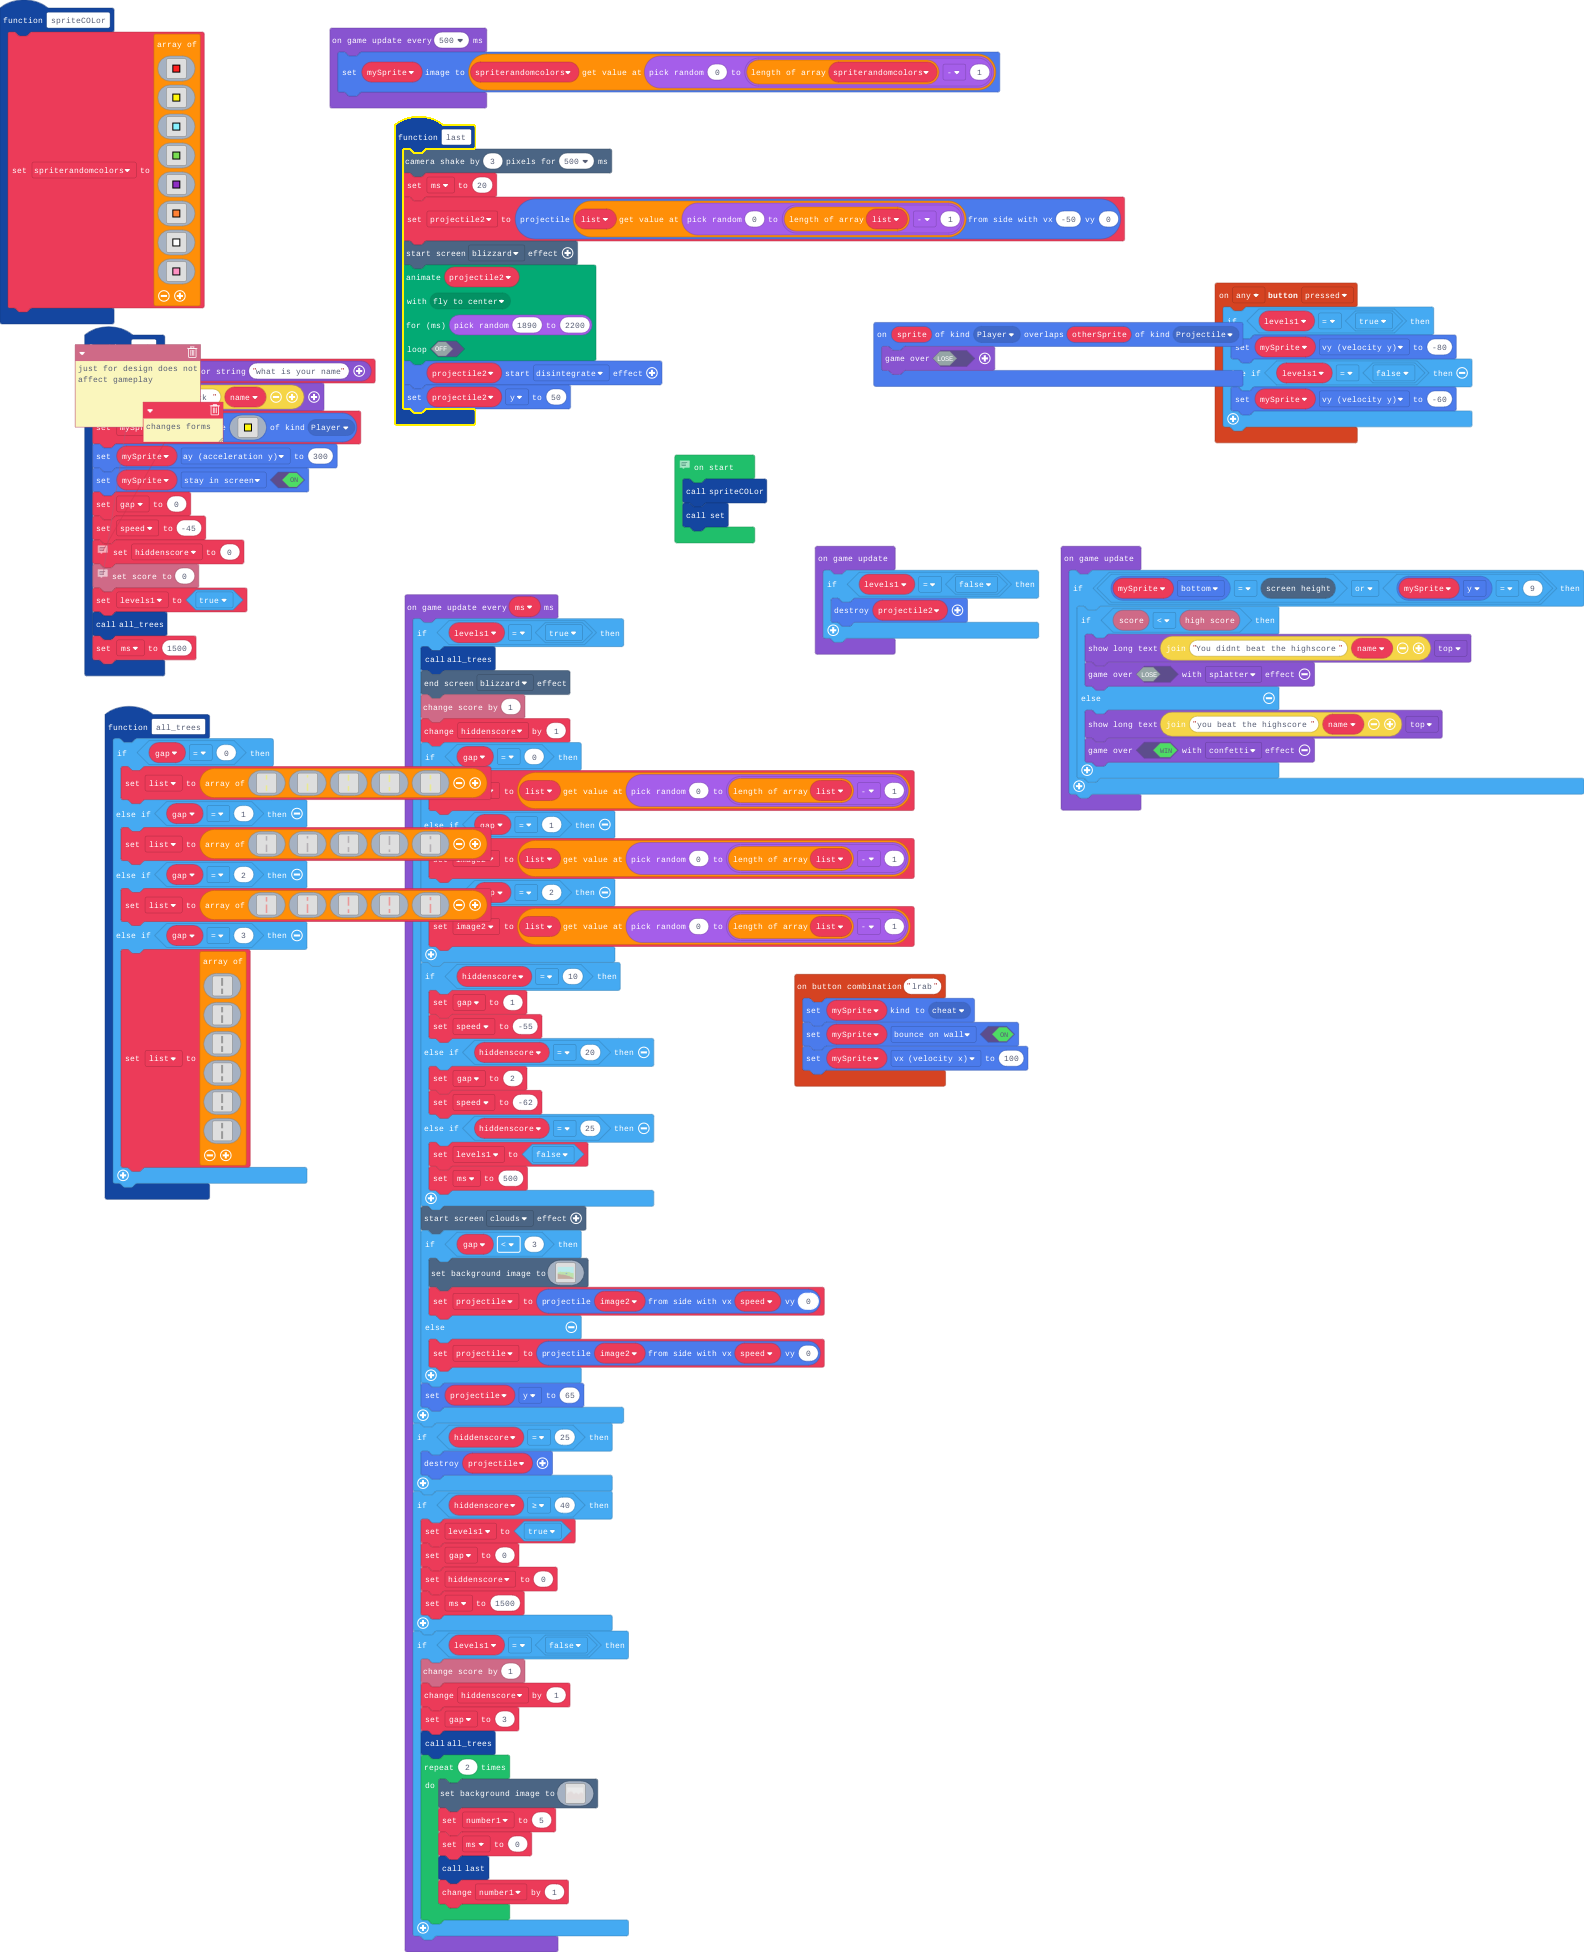 function spriteCOLor
set spriterandomcolors to
array of
on game update every 500 ms
set mySprite image to spriterandomcolors get value at pick random 0 to length of array spriterandomcolors - 1
function last
camera shake by 3 pixels for 500 ms
set ms to 20
set projectile2 to projectile list get value at pick random 0 to length of array list - 1 from side with vx -50 vy 0
start screen blizzard effect
animate projectile2
with fly to center
for (ms) pick random 1890 to 2200
loop OFF
projectile2 start disintegrate effect
set projectile2 y to 50
on any button pressed
if levels1 = true then
set mySprite vy (velocity y) to -80
if levels1 = false then
set mySprite vy (velocity y) to -60
on sprite of kind Player overlaps otherSprite of kind Projectile
game over LOSE
just for design does not
affect gameplay
or string "what is your name"
k " name
changes forms
of kind Player
set mySprite ay (acceleration y) to 300
set mySprite stay in screen ON
set gap to 0
set speed to -45
set hiddenscore to 0
set score to 0
set levels1 to true
call all_trees
set ms to 1500
on start
call spriteCOLor
call set
on game update
if levels1 = false then
destroy projectile2
on game update
if mySprite bottom = screen height or mySprite y = 9 then
if score < high score then
show long text join "You didnt beat the highscore " name top
game over LOSE with splatter effect
else
show long text join "you beat the highscore " name top
game over WIN with confetti effect
function all_trees
if gap = 0 then
set list to array of
else if gap = 1 then
set list to array of
else if gap = 2 then
set list to array of
else if gap = 3 then
array of
set list to
on game update every ms ms
if levels1 = true then
call all_trees
end screen blizzard effect
change score by 1
change hiddenscore by 1
if gap = 0 then
to list get value at pick random 0 to length of array list - 1
else if gap = 1 then
set image2 to list get value at pick random 0 to length of array list - 1
= 2 then
set image2 to list get value at pick random 0 to length of array list - 1
if hiddenscore = 10 then
set gap to 1
set speed to -55
else if hiddenscore = 20 then
set gap to 2
set speed to -62
else if hiddenscore = 25 then
set levels1 to false
set ms to 500
start screen clouds effect
if gap < 3 then
set background image to
set projectile to projectile image2 from side with vx speed vy 0
else
set projectile to projectile image2 from side with vx speed vy 0
set projectile y to 65
if hiddenscore = 25 then
destroy projectile
if hiddenscore ≥ 40 then
set levels1 to true
set gap to 0
set hiddenscore to 0
set ms to 1500
if levels1 = false then
change score by 1
change hiddenscore by 1
set gap to 3
call all_trees
repeat 2 times
do
set background image to
set number1 to 5
set ms to 0
call last
change number1 by 1
on button combination "lrab"
set mySprite kind to cheat
set mySprite bounce on wall ON
set mySprite vx (velocity x) to 100